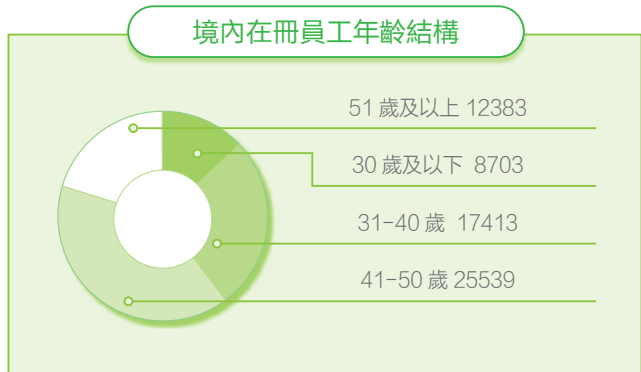 境內在冊員工年齡結構
51 歲及以上 12383
30 歲及以下 8703
31-40 歲 17413
41-50 歲 25539